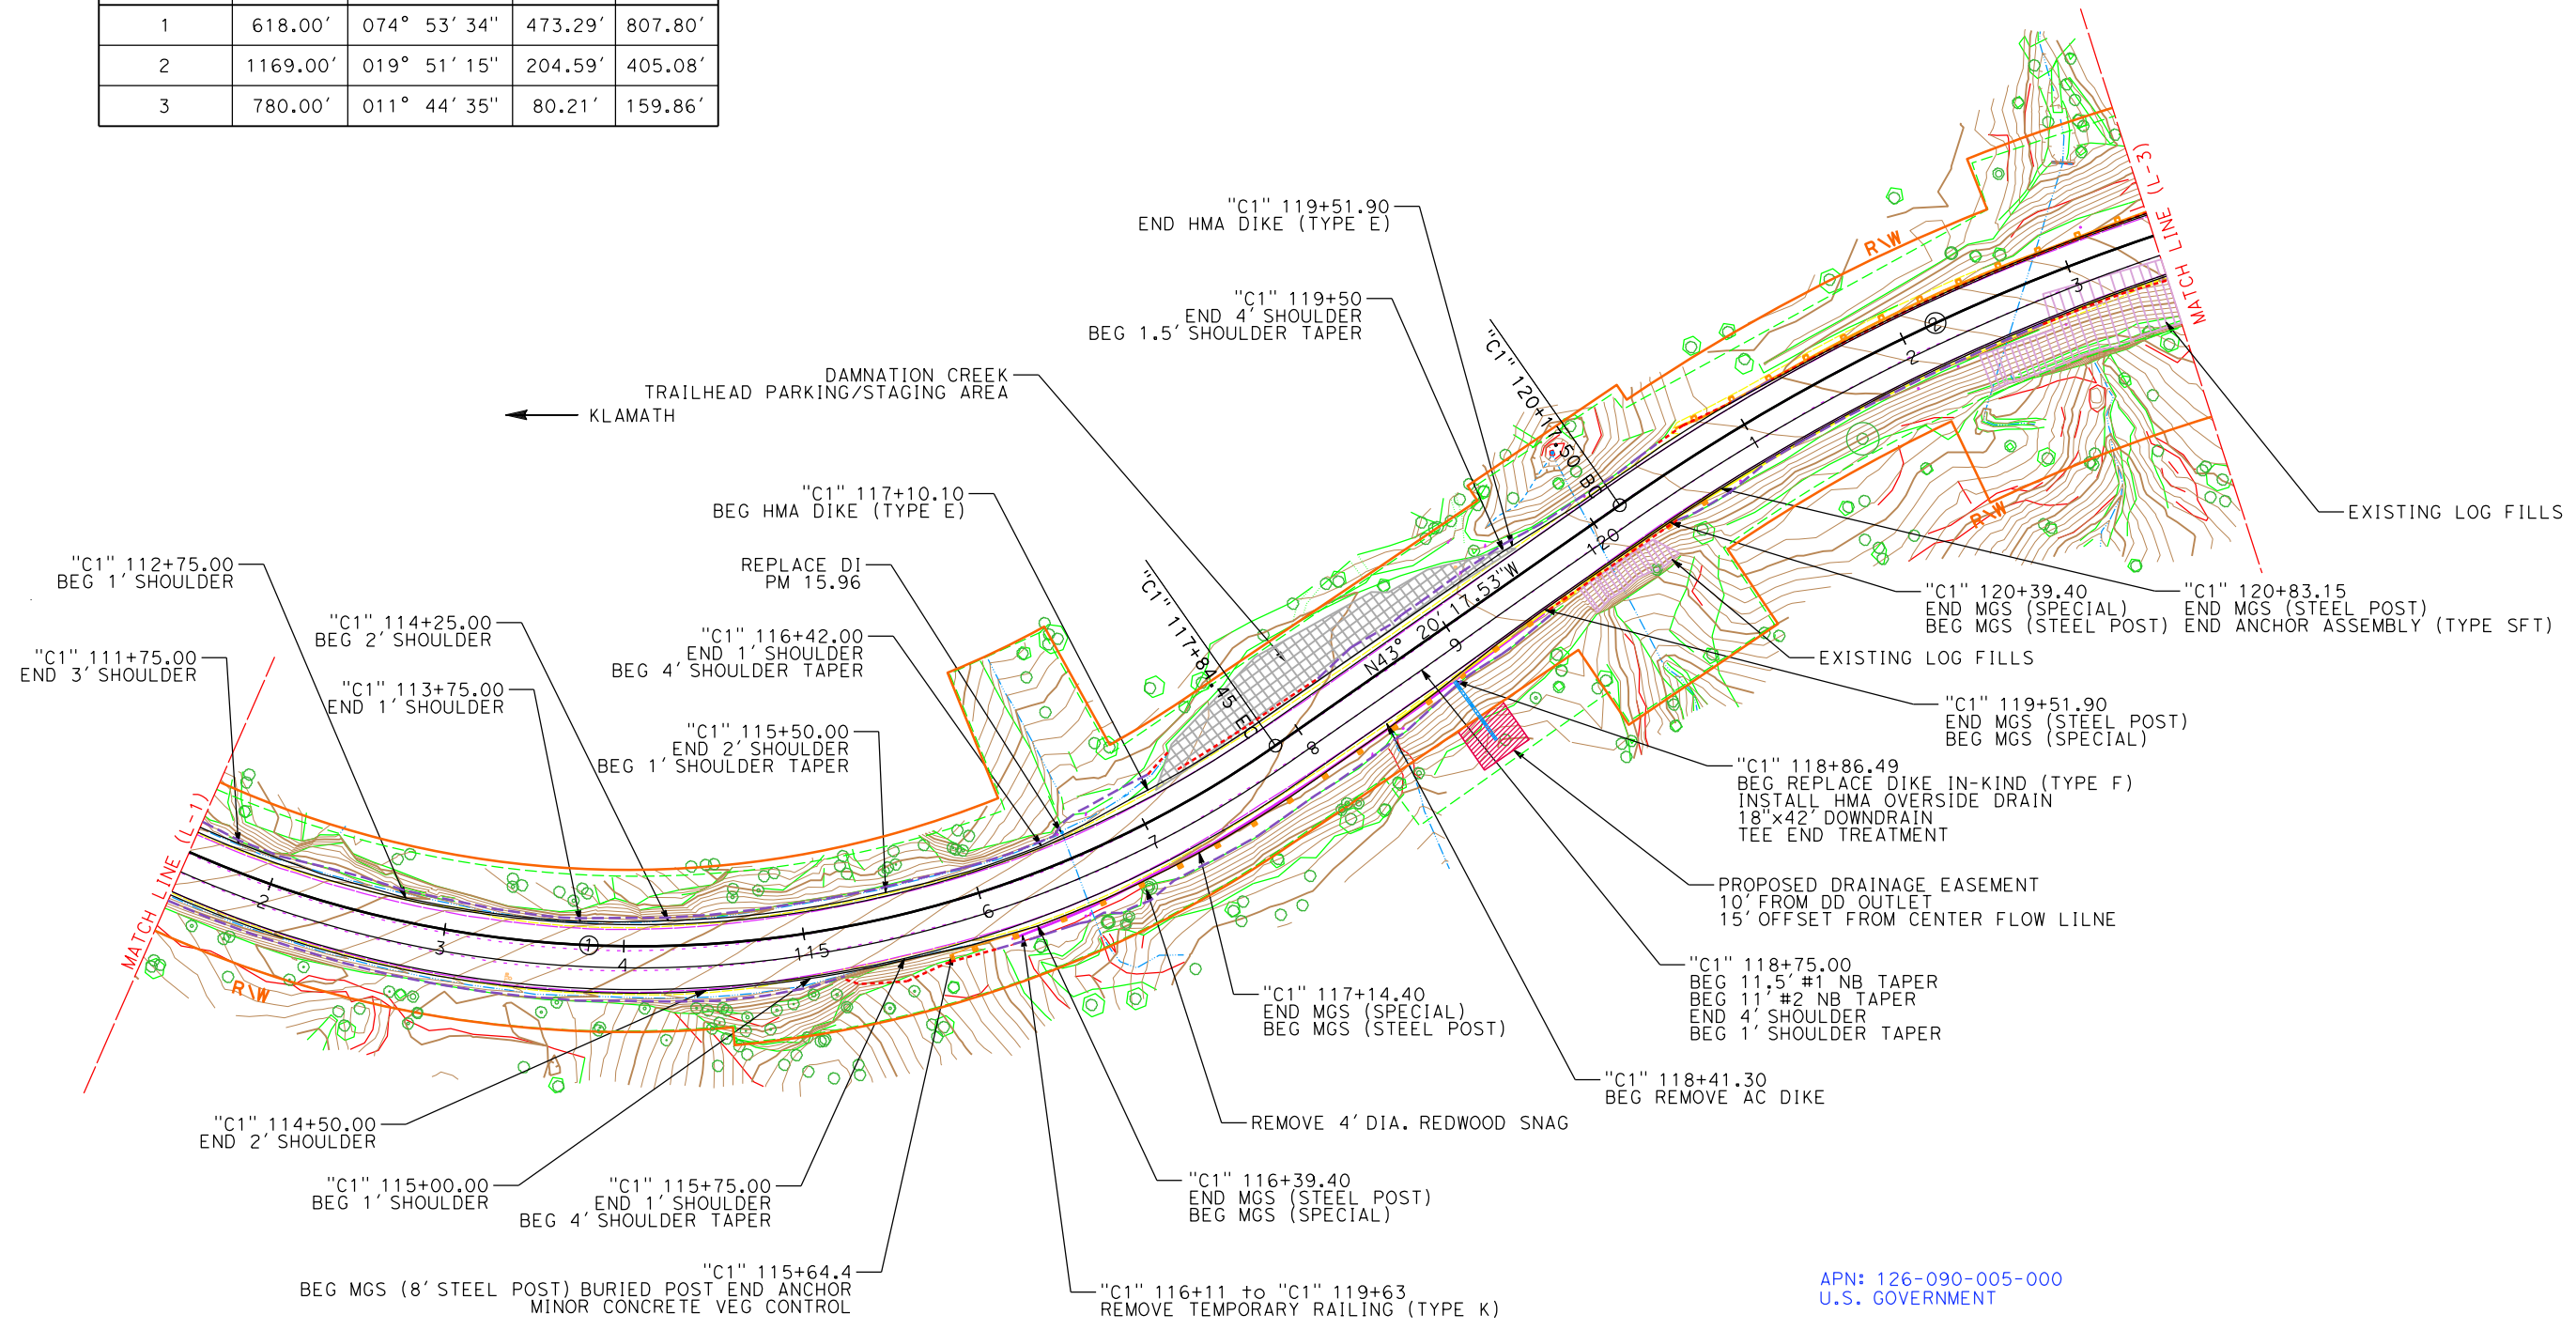 1 618.00' 074° 53' 34" 473.29' 807.80'
2 1169.00' 019° 51' 15" 204.59' 405.08'
3 780.00' 011° 44' 35" 80.21' 159.86'
"C1" 119+51.90
END HMA DIKE (TYPE E)
"C1" 119+50
END 4' SHOULDER
BEG 1.5' SHOULDER TAPER
DAMNATION CREEK
TRAILHEAD PARKING/STAGING AREA
KLAMATH
"C1" 117+10.10
BEG HMA DIKE (TYPE E)
REPLACE DI
PM 15.96
"C1" 116+42.00
END 1' SHOULDER
BEG 4' SHOULDER TAPER
"C1" 115+50.00
END 2' SHOULDER
BEG 1' SHOULDER TAPER
"C1" 112+75.00
BEG 1' SHOULDER
"C1" 114+25.00
BEG 2' SHOULDER
"C1" 111+75.00
END 3' SHOULDER
"C1" 113+75.00
END 1' SHOULDER
MATCH LINE (L-1)
R\W
2
3
1
4
115
6
7
8
9
120
1
2
2
3
"C1" 117+84.45 EC
N43° 20' 17.53"W
"C1" 120+17.50 BC
R\W
R\W
MATCH LINE (L-3)
MATCH LINE (L-3)
EXISTING LOG FILLS
"C1" 120+39.40
END MGS (SPECIAL)
BEG MGS (STEEL POST)
"C1" 120+83.15
END MGS (STEEL POST)
END ANCHOR ASSEMBLY (TYPE SFT)
EXISTING LOG FILLS
"C1" 119+51.90
END MGS (STEEL POST)
BEG MGS (SPECIAL)
"C1" 118+86.49
BEG REPLACE DIKE IN-KIND (TYPE F)
INSTALL HMA OVERSIDE DRAIN
18"x42' DOWNDRAIN
TEE END TREATMENT
PROPOSED DRAINAGE EASEMENT
10' FROM DD OUTLET
15' OFFSET FROM CENTER FLOW LILNE
"C1" 118+75.00
BEG 11.5' #1 NB TAPER
BEG 11' #2 NB TAPER
END 4' SHOULDER
BEG 1' SHOULDER TAPER
"C1" 117+14.40
END MGS (SPECIAL)
BEG MGS (STEEL POST)
"C1" 118+41.30
BEG REMOVE AC DIKE
REMOVE 4' DIA. REDWOOD SNAG
"C1" 116+39.40
END MGS (STEEL POST)
BEG MGS (SPECIAL)
"C1" 114+50.00
END 2' SHOULDER
"C1" 115+00.00
BEG 1' SHOULDER
"C1" 115+75.00
END 1' SHOULDER
BEG 4' SHOULDER TAPER
"C1" 115+64.4
BEG MGS (8' STEEL POST) BURIED POST END ANCHOR
MINOR CONCRETE VEG CONTROL
"C1" 116+11 to "C1" 119+63
REMOVE TEMPORARY RAILING (TYPE K)
APN: 126-090-005-000
U.S. GOVERNMENT